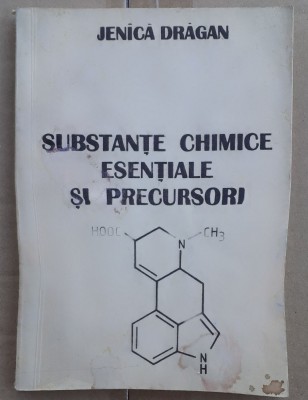 JENICĂ DRĂGAN
SUBSTANȚE CHIMICE
ESENȚIALE
ȘI PRECURSORI
HOOC
N
CH3
NH